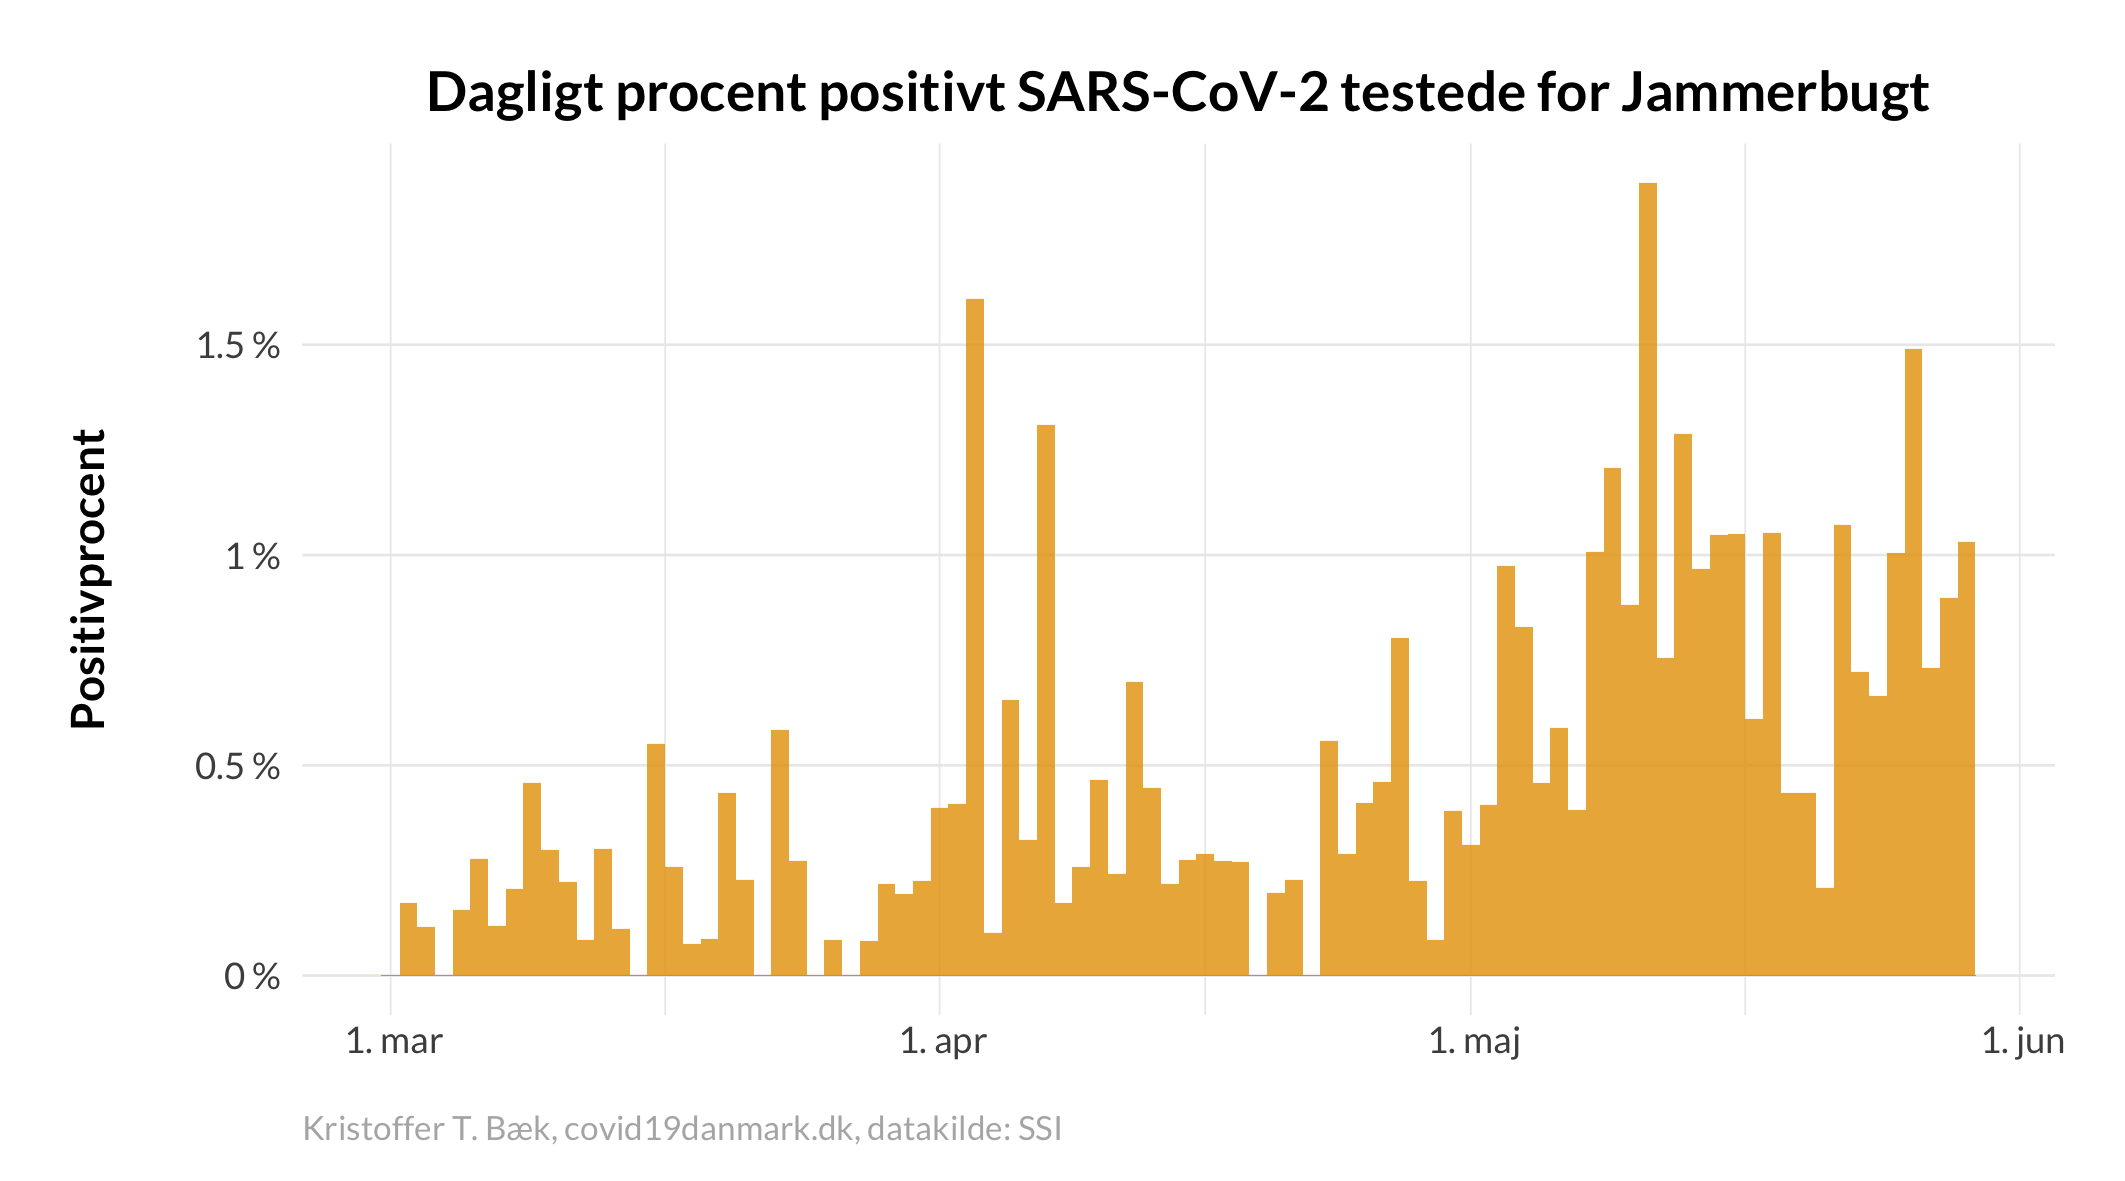 Dagligt procent positivt SARS-CoV-2 testede for Jammerbugt
Positivprocent
1.5 %
1 %
0.5 %
0 %
1. mar
1. apr
1. maj
1. jun
Kristoffer T. Bæk, covid19danmark.dk, datakilde: SSI